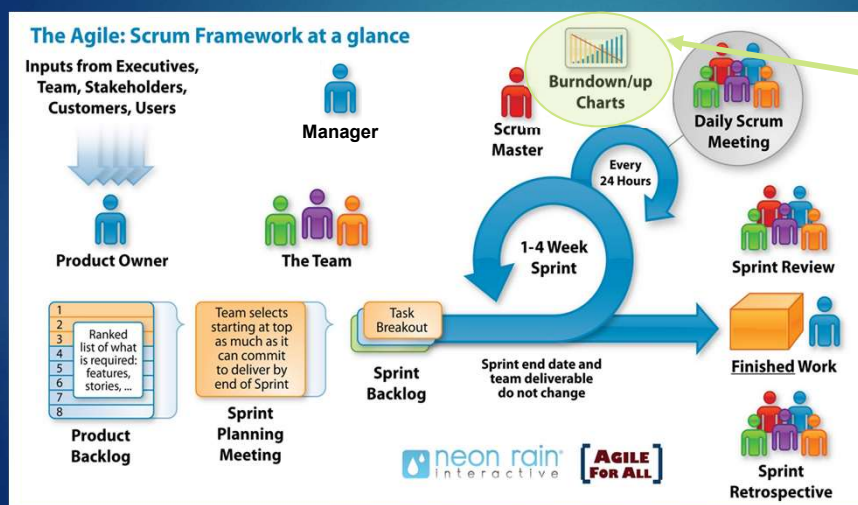 The Agile: Scrum Framework at a glance
Inputs from Executives,
Team, Stakeholders,
Customers, Users
Manager
Scrum
Master
Burndown/up
Charts
Daily Scrum
Meeting
Every
24 Hours
Product Owner
The Team
1-4 Week
Sprint
Sprint Review
1
2
3
4
5
6
7
8
Ranked
list of what
is required:
features,
stories, ...
Product
Backlog
Team selects
starting at top
as much as it
can commit
to deliver by
end of Sprint
Sprint
Planning
Meeting
Task
Breakout
Sprint
Backlog
Sprint end date and
team deliverable
do not change
Finished Work
neon rain
interactive
AGILE
FOR ALL
Sprint
Retrospective